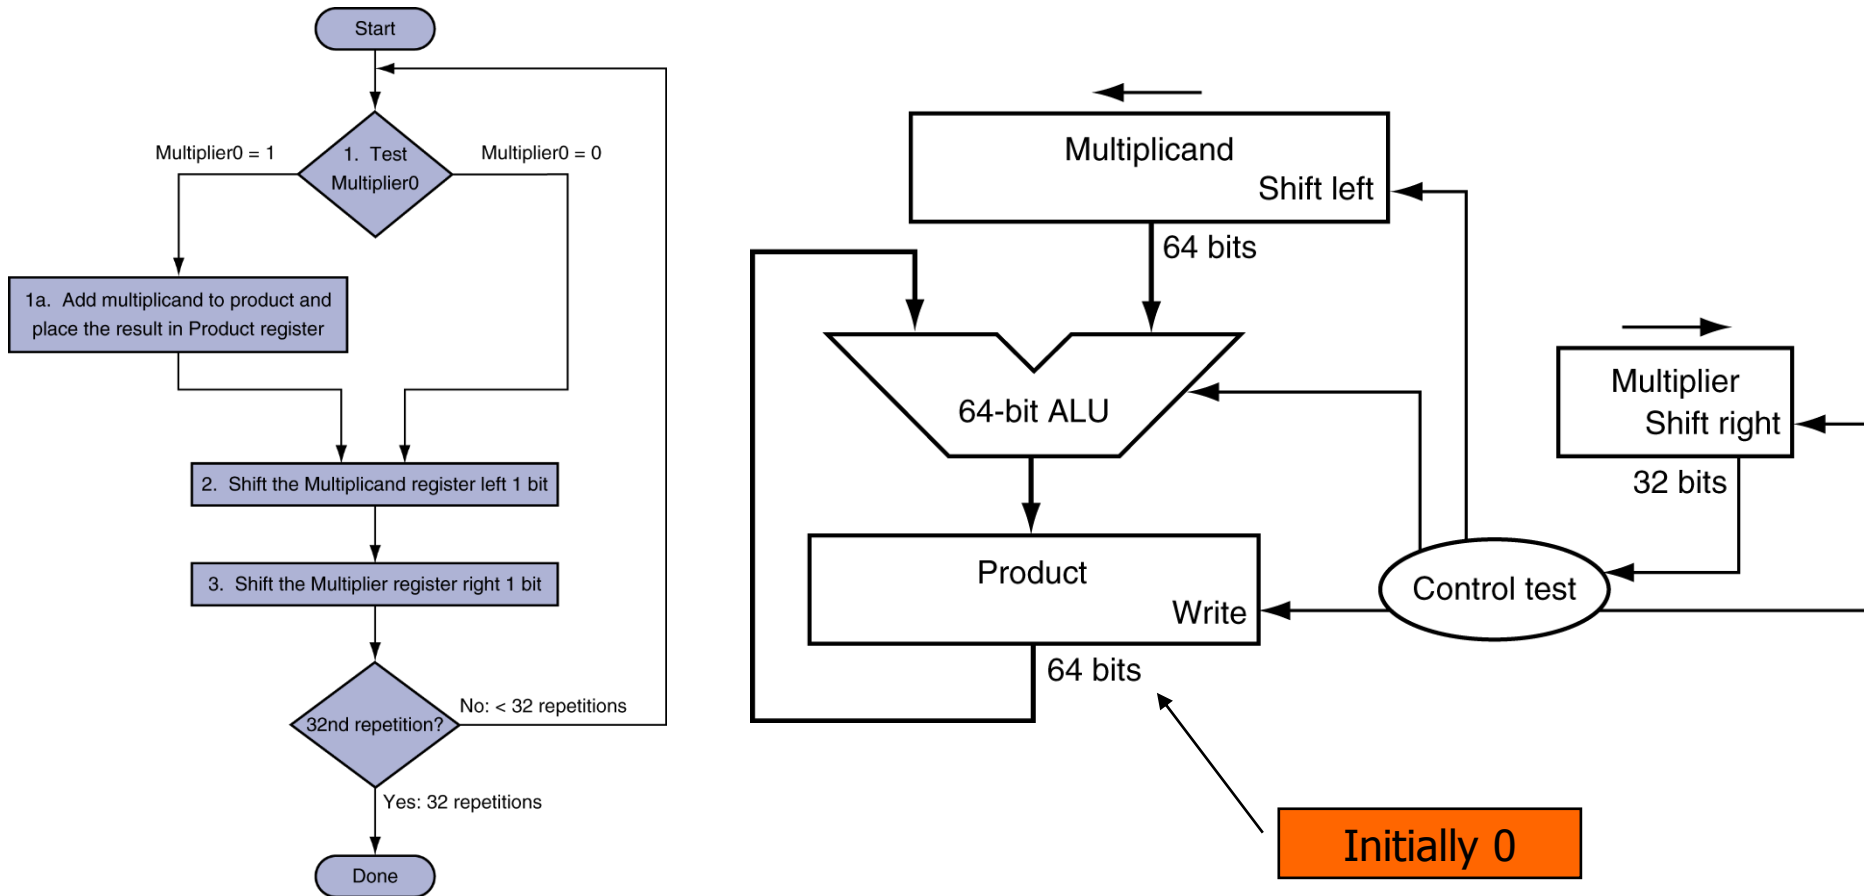 Start
Multiplier0 = 1
1. Test
Multiplier0
Multiplier0 = 0
1a. Add multiplicand to product and
place the result in Product register
2. Shift the Multiplicand register left 1 bit
3. Shift the Multiplier register right 1 bit
32nd repetition?
No: < 32 repetitions
Yes: 32 repetitions
Done
Multiplicand
Shift left
64 bits
64-bit ALU
Multiplier
Shift right
32 bits
Product
Write
Control test
64 bits
Initially 0